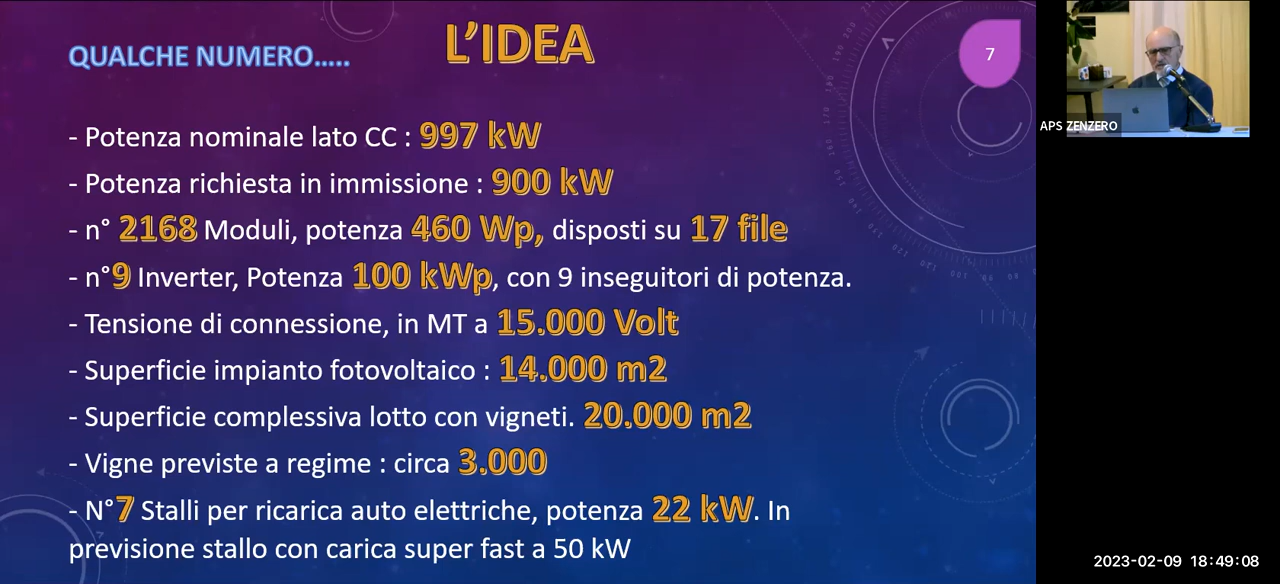 QUALCHE NUMERO.....
L'IDEA
7
- Potenza nominale lato CC : 997 kW
- Potenza richiesta in immissione : 900 kW
- n° 2168 Moduli, potenza 460 Wp, disposti su 17 file
- n°9 Inverter, Potenza 100 kWp, con 9 inseguitori di potenza.
- Tensione di connessione, in MT a 15.000 Volt
- Superficie impianto fotovoltaico : 14.000 m2
- Superficie complessiva lotto con vigneti. 20.000 m2
- Vigne previste a regime : circa 3.000
- N°7 Stalli per ricarica auto elettriche, potenza 22 kW. In
previsione stallo con carica super fast a 50 kW
APS ZENZERO
2023-02-09 18:49:08